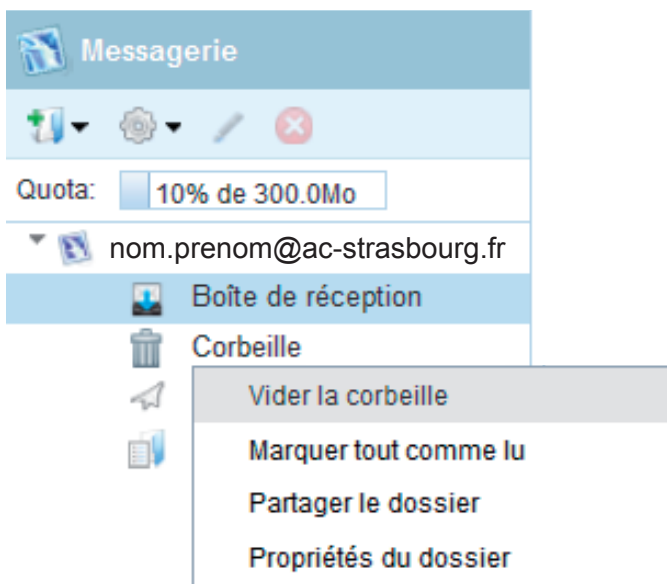 Messagerie
Quota: 10% de 300.0Mo
nom.prenom@ac-strasbourg.fr
Boîte de réception
Corbeille
Vider la corbeille
Marquer tout comme lu
Partager le dossier
Propriétés du dossier